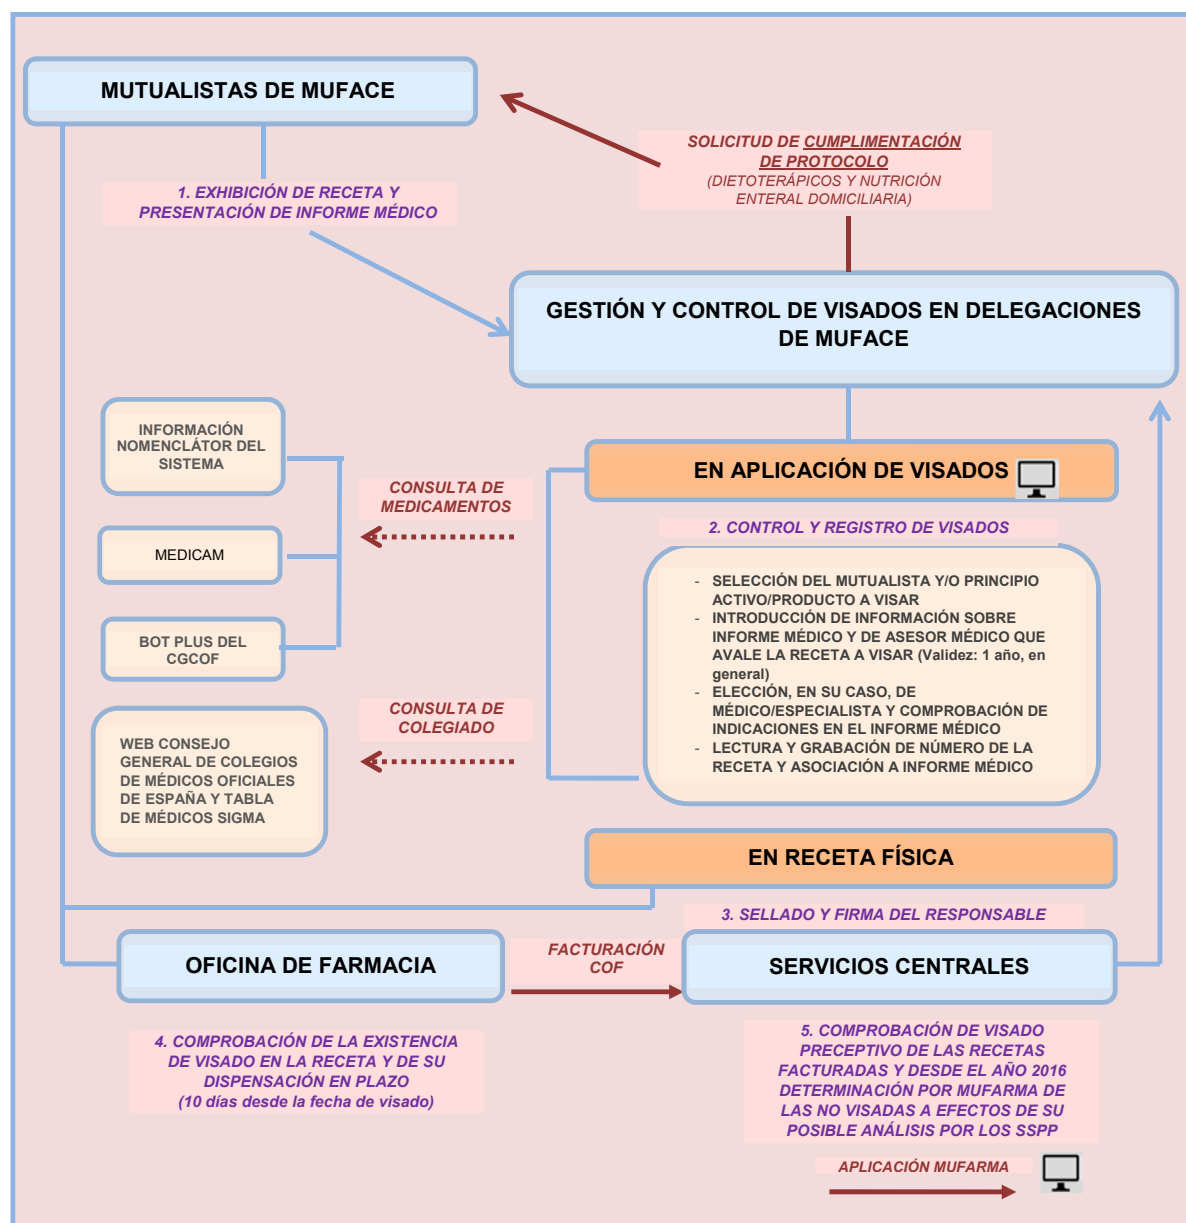 MUTUALISTAS DE MUFACE
SOLICITUD DE CUMPLIMENTACIÓN
DE PROTOCOLO
(DIETOTERÁPICOS Y NUTRICIÓN
ENTERAL DOMICILIARIA)
1. EXHIBICIÓN DE RECETA Y
PRESENTACIÓN DE INFORME MÉDICO
GESTIÓN Y CONTROL DE VISADOS EN DELEGACIONES
DE MUFACE
INFORMACIÓN
NOMENCLÁTOR DEL
SISTEMA
MEDICAM
BOT PLUS DEL
CGCOF
CONSULTA DE
MEDICAMENTOS
EN APLICACIÓN DE VISADOS
2. CONTROL Y REGISTRO DE VISADOS
- SELECCIÓN DEL MUTUALISTA Y/O PRINCIPIO
ACTIVO/PRODUCTO A VISAR
- INTRODUCCIÓN DE INFORMACIÓN SOBRE
INFORME MÉDICO Y DE ASESOR MÉDICO QUE
AVALE LA RECETA A VISAR (Validez: 1 año, en
general)
- ELECCIÓN, EN SU CASO, DE
MÉDICO/ESPECIALISTA Y COMPROBACIÓN DE
INDICACIONES EN EL INFORME MÉDICO
- LECTURA Y GRABACIÓN DE NÚMERO DE LA
RECETA Y ASOCIACIÓN A INFORME MÉDICO
CONSULTA DE
COLEGIADO
WEB CONSEJO
GENERAL DE COLEGIOS
DE MÉDICOS OFICIALES
DE ESPAÑA Y TABLA
DE MÉDICOS SIGMA
EN RECETA FÍSICA
3. SELLADO Y FIRMA DEL RESPONSABLE
OFICINA DE FARMACIA
FACTURACIÓN
COF
SERVICIOS CENTRALES
4. COMPROBACIÓN DE LA EXISTENCIA
DE VISADO EN LA RECETA Y DE SU
DISPENSACIÓN EN PLAZO
(10 días desde la fecha de visado)
5. COMPROBACIÓN DE VISADO
PRECEPTIVO DE LAS RECETAS
FACTURADAS Y DESDE EL AÑO 2016
DETERMINACIÓN POR MUFARMA DE
LAS NO VISADAS A EFECTOS DE SU
POSIBLE ANÁLISIS POR LOS SSPP
APLICACIÓN MUFARMA